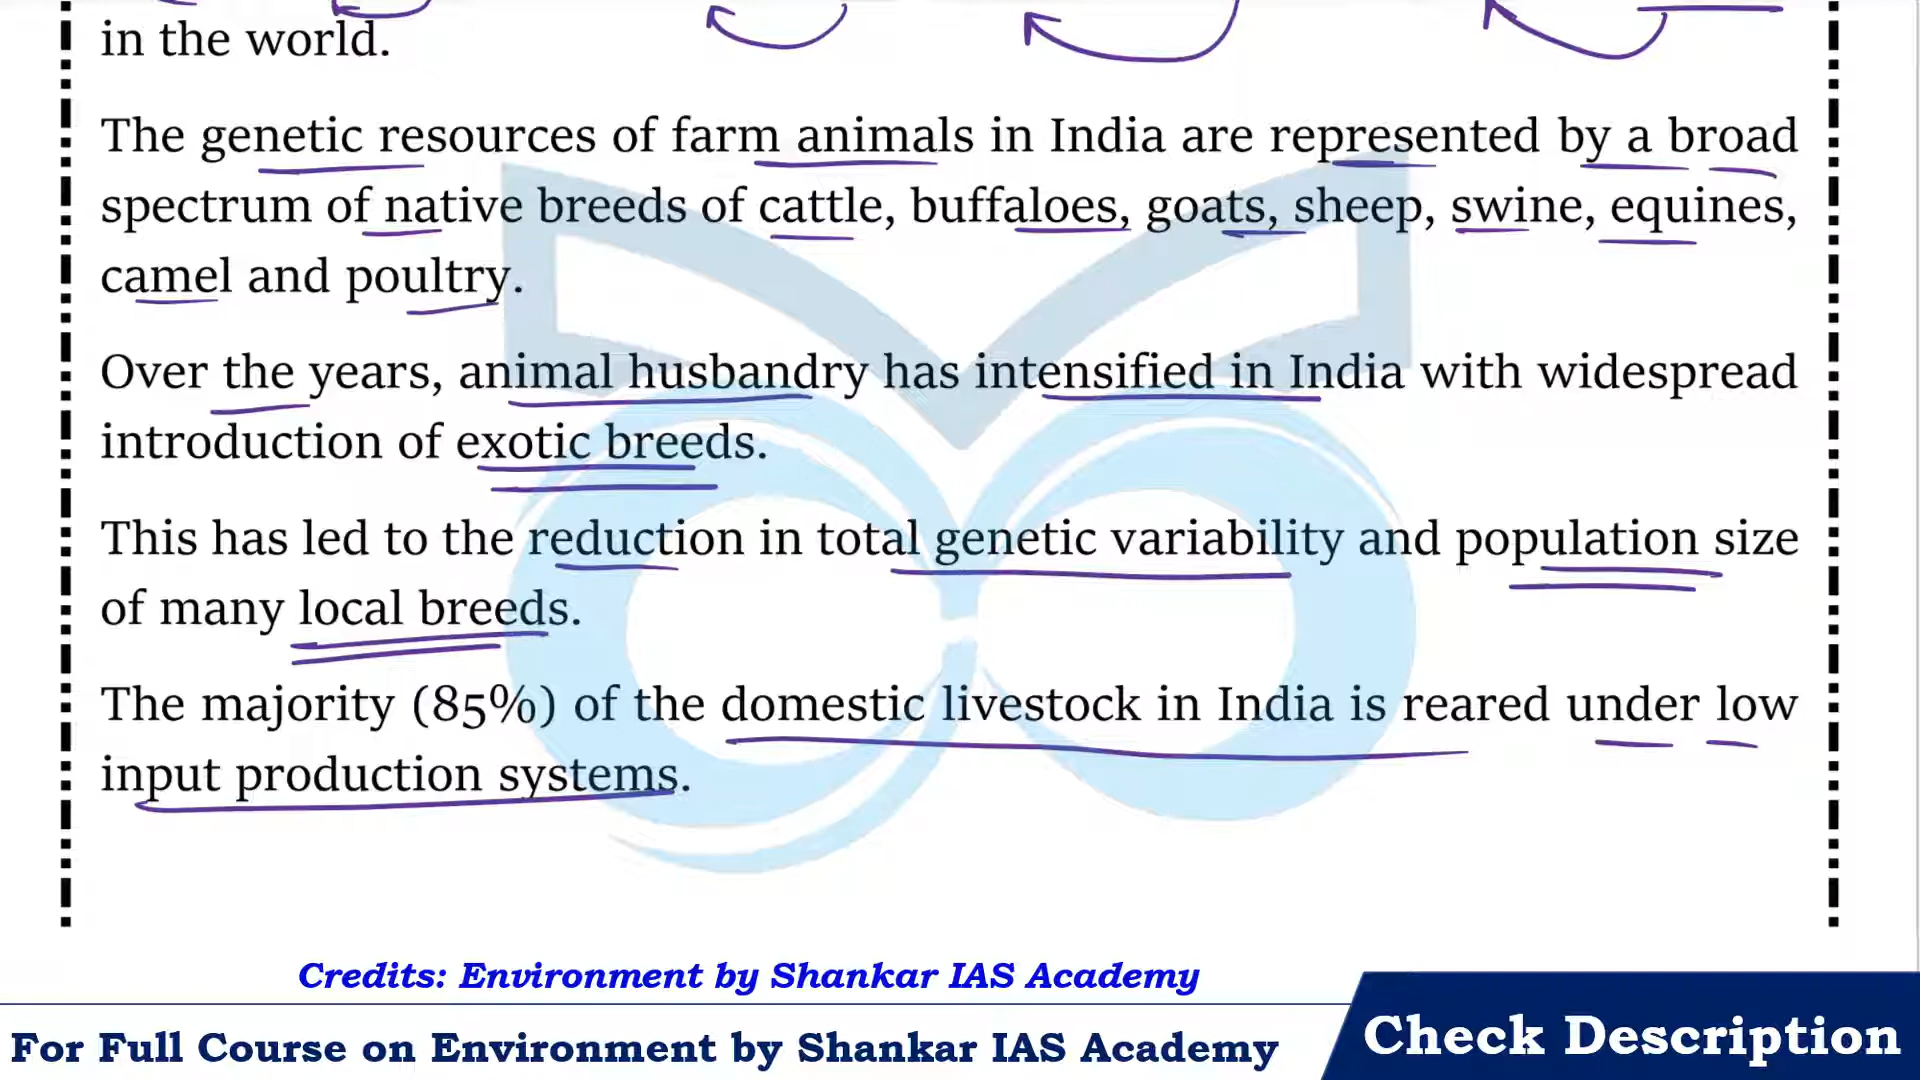 in the world.
The genetic resources of farm animals in India are represented by a broad
spectrum of native breeds of cattle, buffaloes, goats, sheep, swine, equines,
camel and poultry.
Over the years, animal husbandry has intensified in India with widespread
introduction of exotic breeds.
This has led to the reduction in total genetic variability and population size
of many local breeds.
The majority (85%) of the domestic livestock in India is reared under low
input production systems.
Credits: Environment by Shankar IAS Academy
For Full Course on Environment by Shankar IAS Academy
Check Description